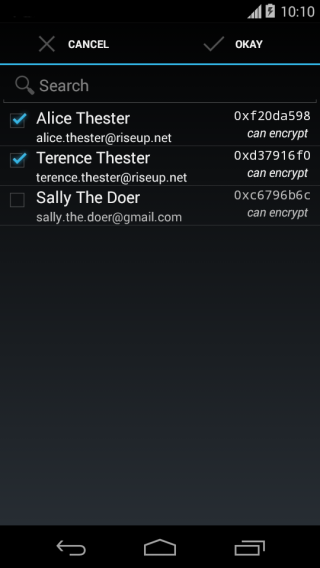 10:10
CANCEL OKAY
Search
Alice Thester 0xf20da598
alice.thester@riseup.net can encrypt
Terence Thester 0xd37916f0
terence.thester@riseup.net can encrypt
Sally The Doer 0xc6796b6c
sally.the.doer@gmail.com can encrypt